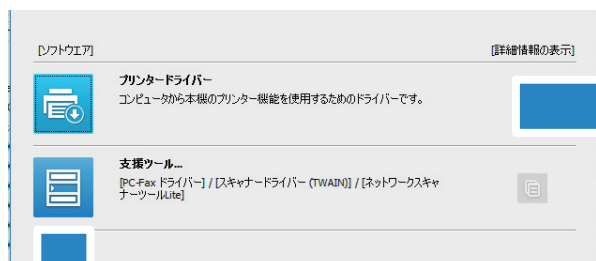 [ソフトウエア]
[詳細情報の表示]
プリンタードライバー
コンピュータから本機のプリンター機能を使用するためのドライバーです。
支援ツール...
[PC-Fax ドライバー] / [スキャナードライバー (TWAIN)] / [ネットワークスキャ
ナーツールLite]